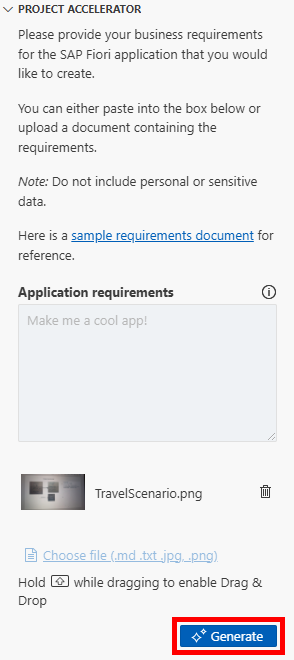 PROJECT ACCELERATOR
Please provide your business requirements
for the SAP Fiori application that you would
like to create.
You can either paste into the box below or
upload a document containing the
requirements.
Note: Do not include personal or sensitive
data.
Here is a sample requirements document for
reference.
Application requirements
Make me a cool app!
TravelScenario.png
Choose file (.md .txt .jpg, .png)
Hold while dragging to enable Drag &
Drop
Generate